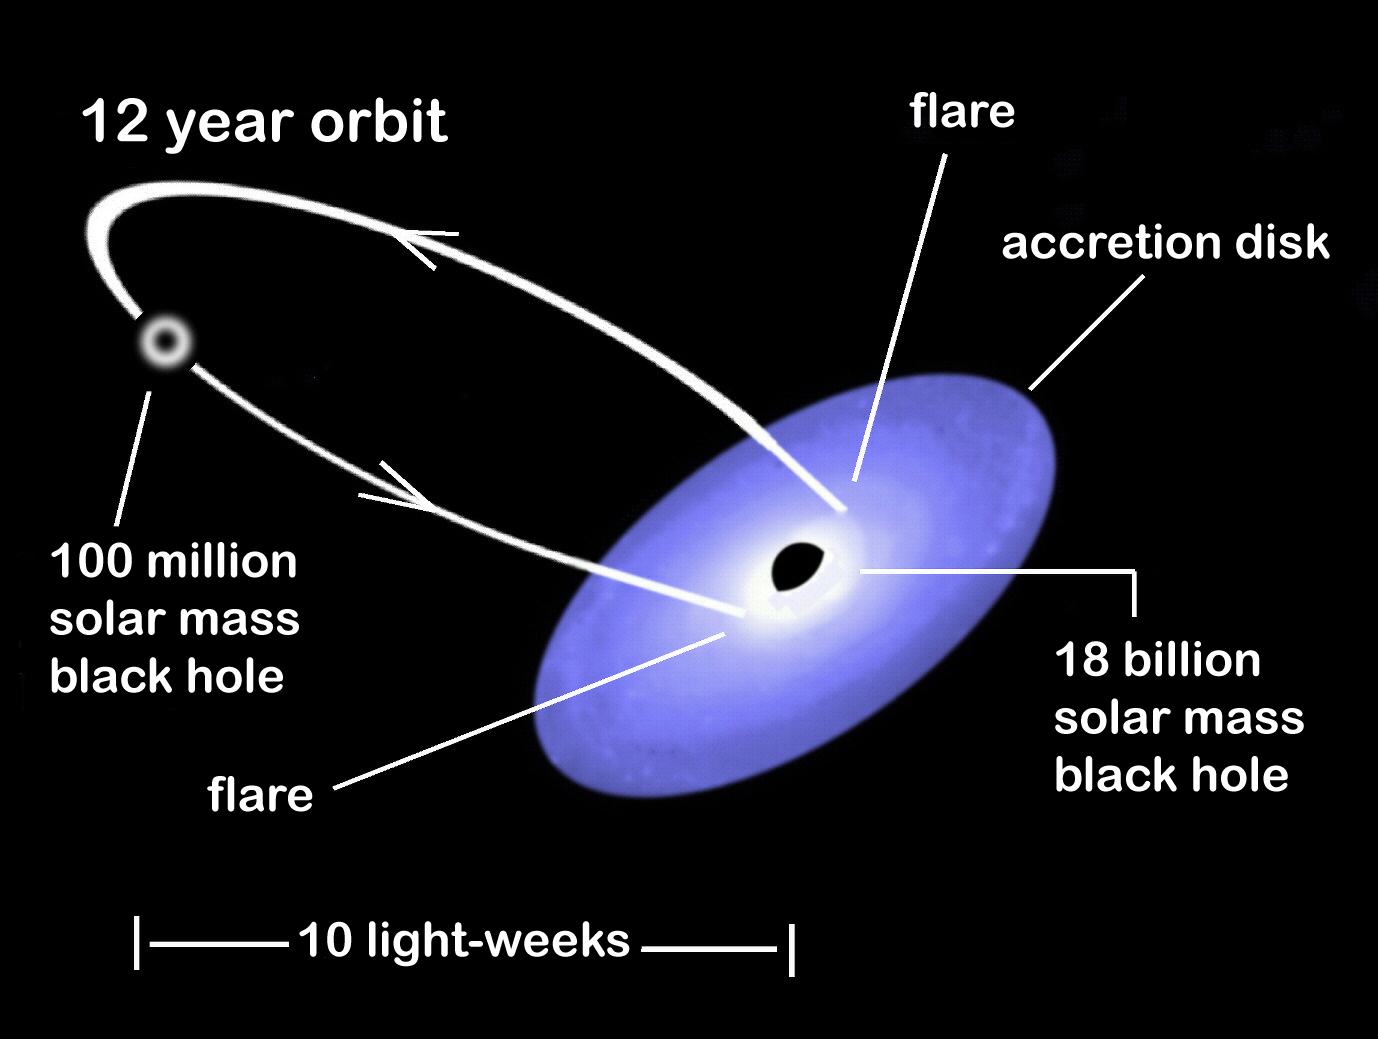 12 year orbit
flare
accretion disk
100 million
solar mass
black hole
18 billion
solar mass
black hole
flare
10 light-weeks